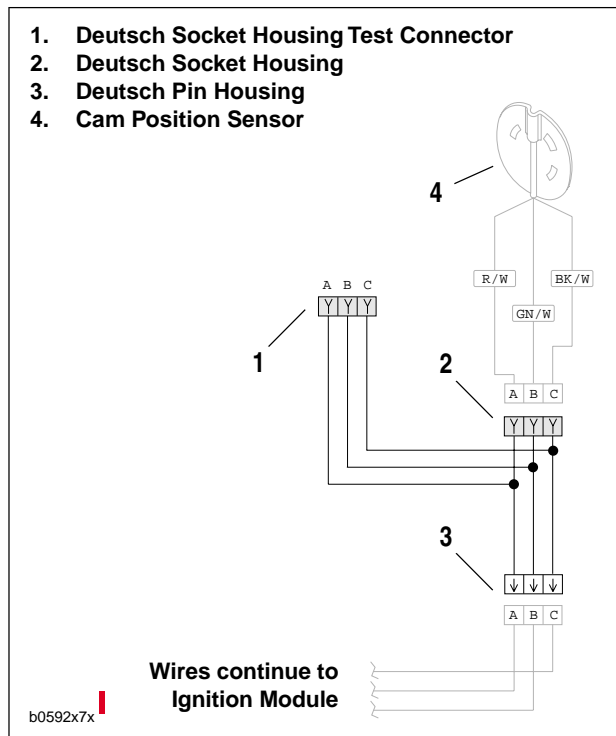 1. Deutsch Socket Housing Test Connector
2. Deutsch Socket Housing
3. Deutsch Pin Housing
4. Cam Position Sensor
4
R/W
BK/W
GN/W
A B C
1
2
A B C
3
A B C
Wires continue to
Ignition Module
b0592x7x